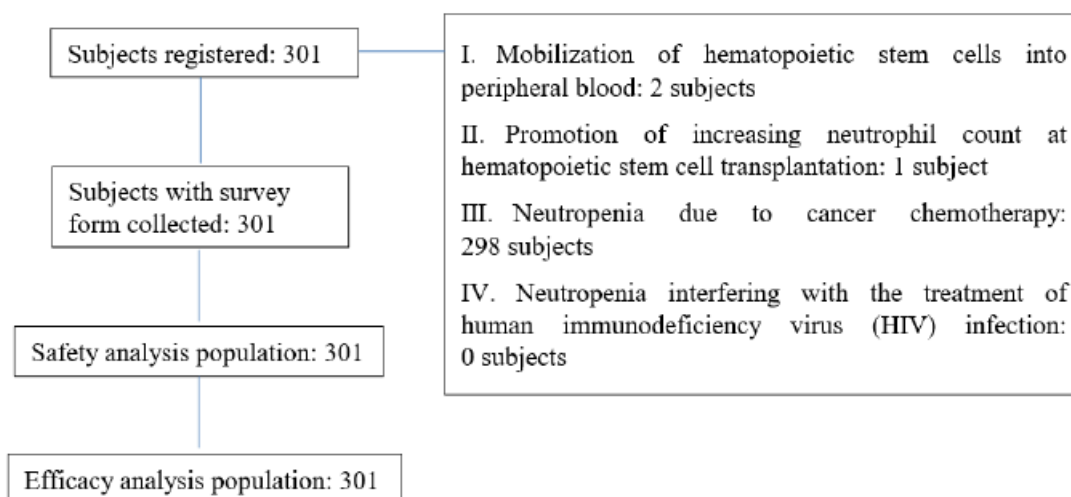 Subjects registered: 301
I. Mobilization of hematopoietic stem cells into
peripheral blood: 2 subjects
II. Promotion of increasing neutrophil count at
hematopoietic stem cell transplantation: 1 subject
III. Neutropenia due to cancer chemotherapy:
298 subjects
IV. Neutropenia interfering with the treatment of
human immunodeficiency virus (HIV) infection:
0 subjects
Subjects with survey
form collected: 301
Safety analysis population: 301
Efficacy analysis population: 301